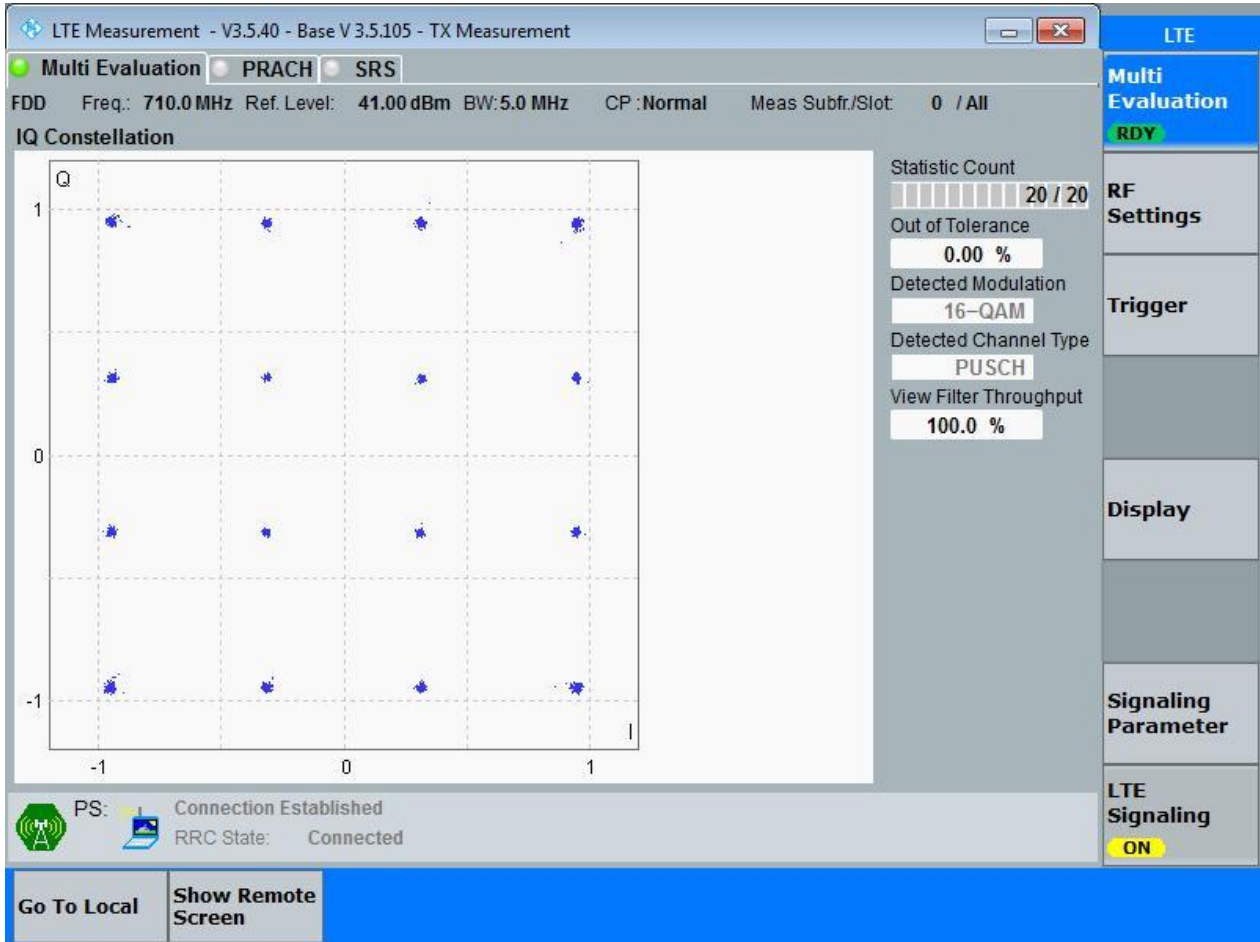 LTE Measurement - V3.5.40 - Base V 3.5.105 - TX Measurement
LTE
Multi Evaluation PRACH SRS
FDD Freq.: 710.0 MHz Ref. Level: 41.00 dBm BW: 5.0 MHz CP : Normal Meas Subfr./Slot: 0 / All
IQ Constellation
Q
1
0
-1
I
-1 0 1
Statistic Count
20 / 20
Out of Tolerance
0.00 %
Detected Modulation
16-QAM
Detected Channel Type
PUSCH
View Filter Throughput
100.0 %
Multi
Evaluation
RDY
RF
Settings
Trigger
Display
Signaling
Parameter
LTE
Signaling
ON
PS: Connection Established
RRC State: Connected
Go To Local
Show Remote
Screen